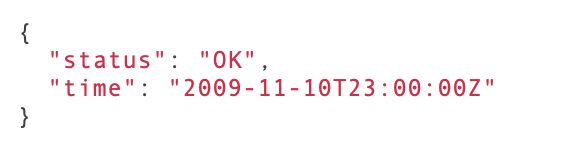 {
  "status": "OK",
  "time": "2009-11-10T23:00:00Z"
}